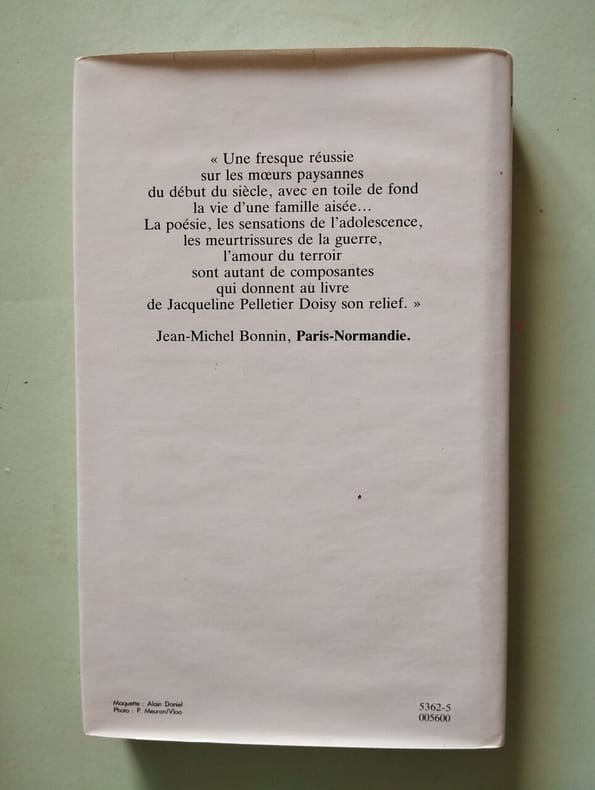 « Une fresque réussie
sur les mœurs paysannes
du début du siècle, avec en toile de fond
la vie d'une famille aisée...
La poésie, les sensations de l'adolescence,
les meurtrissures de la guerre,
l'amour du terroir
sont autant de composantes
qui donnent au livre
de Jacqueline Pelletier Doisy son relief. »
Jean-Michel Bonnin, Paris-Normandie.
Maquette : Alain Daniel
Photo : P. Meuron/Vloo
5362-5
005600